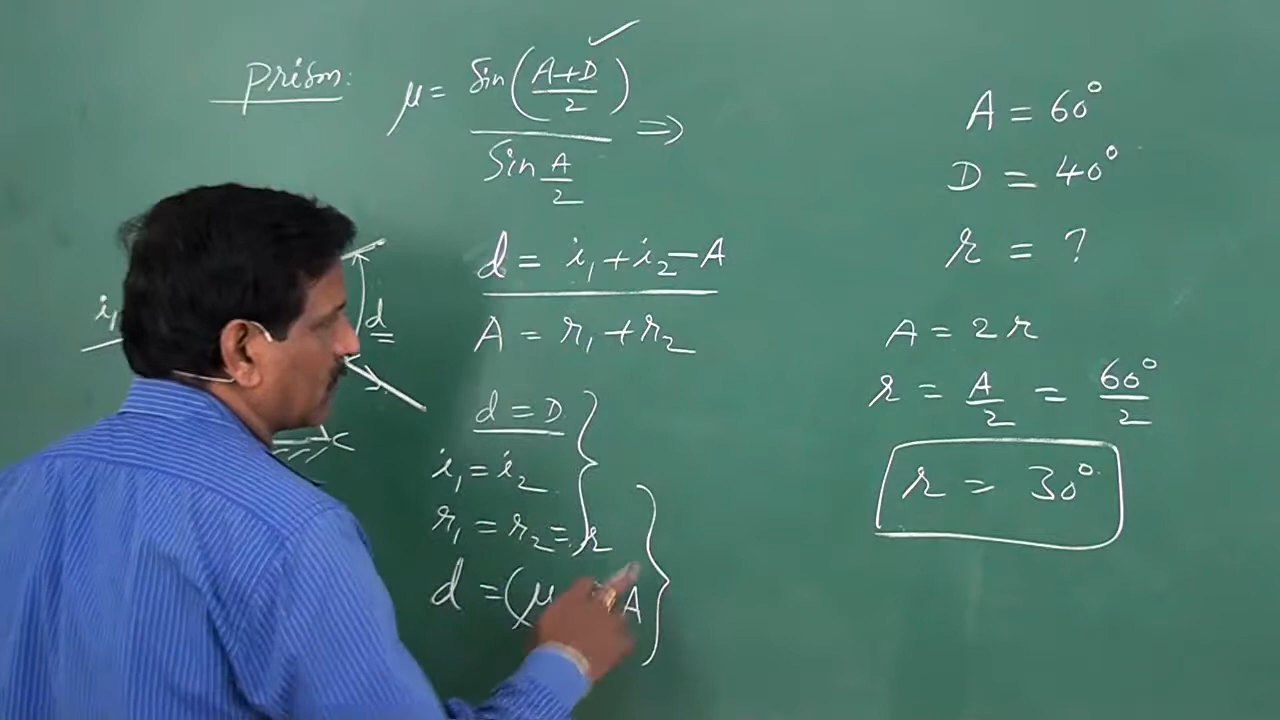 Prism: μ = Sin(A+D/2) / Sin A/2 ⇒
d = i₁ + i₂ − A
A = r₁ + r₂
d = D
i₁ = i₂
r₁ = r₂ = r
d = (μ A
i₁
d
c
A = 60°
D = 40°
r = ?
A = 2r
r = A/2 = 60°/2
r = 30°